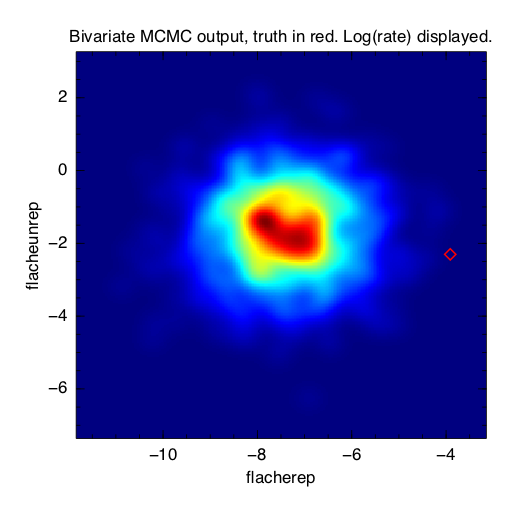 Bivariate MCMC output, truth in red. Log(rate) displayed.
2
0
−2
−4
−6
flacheunrep
−10 −8 −6 −4
flacherep